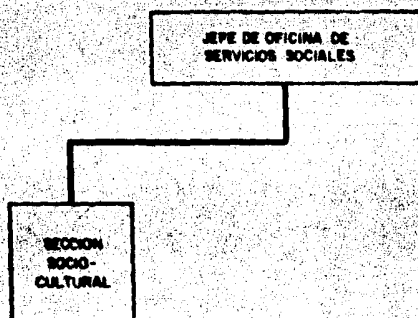 JEFE DE OFICINA DE
SERVICIOS SOCIALES
SECCION
SOCIO-
CULTURAL